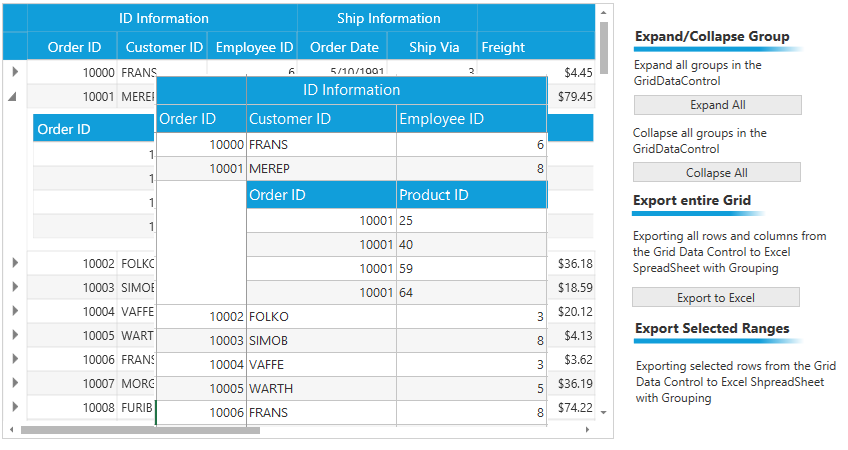 ID Information Ship Information
Order ID Customer ID Employee ID Order Date Ship Via Freight
10000 FRANS 6 5/10/1991 3 $4.45
10001 MEREI $79.45
Order ID
1
1
1
1
10002 FOLKC $36.18
10003 SIMOE $18.59
10004 VAFFE $20.12
10005 WART $4.13
10006 FRANS $3.62
10007 MORG $36.19
10008 FURIB $74.22
ID Information
Order ID Customer ID Employee ID
10000 FRANS 6
10001 MEREP 8
Order ID Product ID
10001 25
10001 40
10001 59
10001 64
10002 FOLKO 3
10003 SIMOB 8
10004 VAFFE 3
10005 WARTH 5
10006 FRANS 8
Expand/Collapse Group
Expand all groups in the
GridDataControl
Expand All
Collapse all groups in the
GridDataControl
Collapse All
Export entire Grid
Exporting all rows and columns from
the Grid Data Control to Excel
SpreadSheet with Grouping
Export to Excel
Export Selected Ranges
Exporting selected rows from the Grid
Data Control to Excel ShpreadSheet
with Grouping